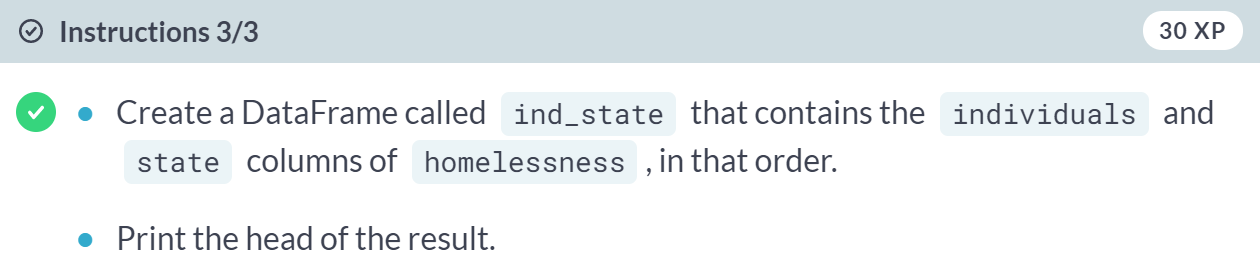 Instructions 3/3 30 XP
Create a DataFrame called ind_state that contains the individuals and
state columns of homelessness , in that order.
Print the head of the result.